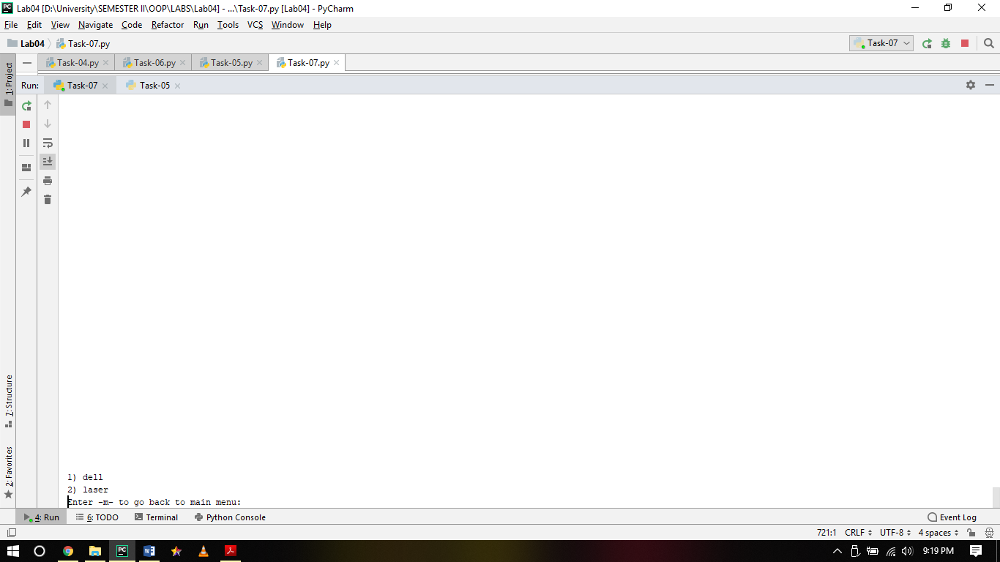 PC Lab04 [D:\University\SEMESTER II\OOP\LABS\Lab04] - ...\Task-07.py [Lab04] - PyCharm
File Edit View Navigate Code Refactor Run Tools VCS Window Help
Lab04 Task-07.py Task-07
Task-04.py Task-06.py Task-05.py Task-07.py
Run: Task-07 Task-05
1: Project
7: Structure
2: Favorites
1) dell
2) laser
Enter -m- to go back to main menu:
4: Run 6: TODO Terminal Python Console Event Log
721:1 CRLF UTF-8 4 spaces
PC W 9:19 PM